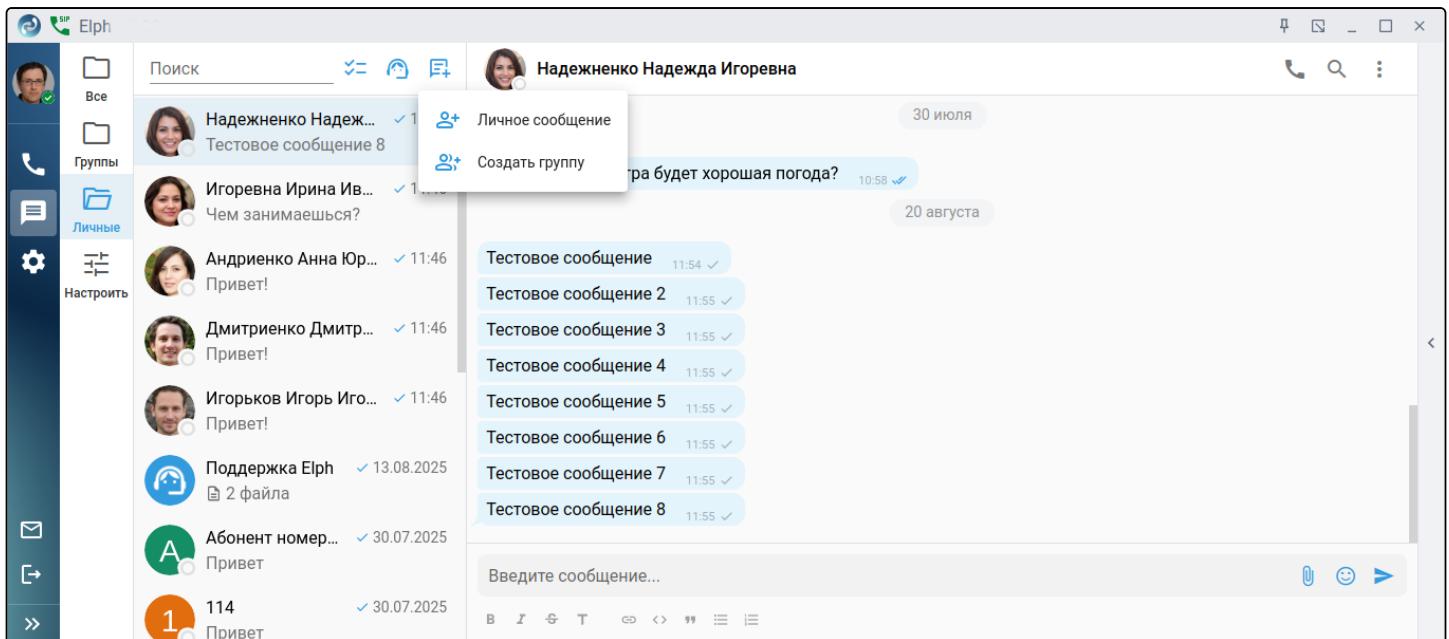 SIP
Elph
Все
Группы
Личные
Настроить
Поиск
Надежненко Надеж...
Тестовое сообщение 8
Игоревна Ирина Ив...
Чем занимаешься?
Андриенко Анна Юр... 11:46
Привет!
Дмитриенко Дмитр... 11:46
Привет!
Игорьков Игорь Иго... 11:46
Привет!
Поддержка Elph 13.08.2025
2 файла
А
Абонент номер... 30.07.2025
Привет
1
114 30.07.2025
Привет
Личное сообщение
Создать группу
Надежненко Надежда Игоревна
30 июля
будет хорошая погода? 10:58
20 августа
Тестовое сообщение 11:54
Тестовое сообщение 2 11:55
Тестовое сообщение 3 11:55
Тестовое сообщение 4 11:55
Тестовое сообщение 5 11:55
Тестовое сообщение 6 11:55
Тестовое сообщение 7 11:55
Тестовое сообщение 8 11:55
Введите сообщение...
B I S T